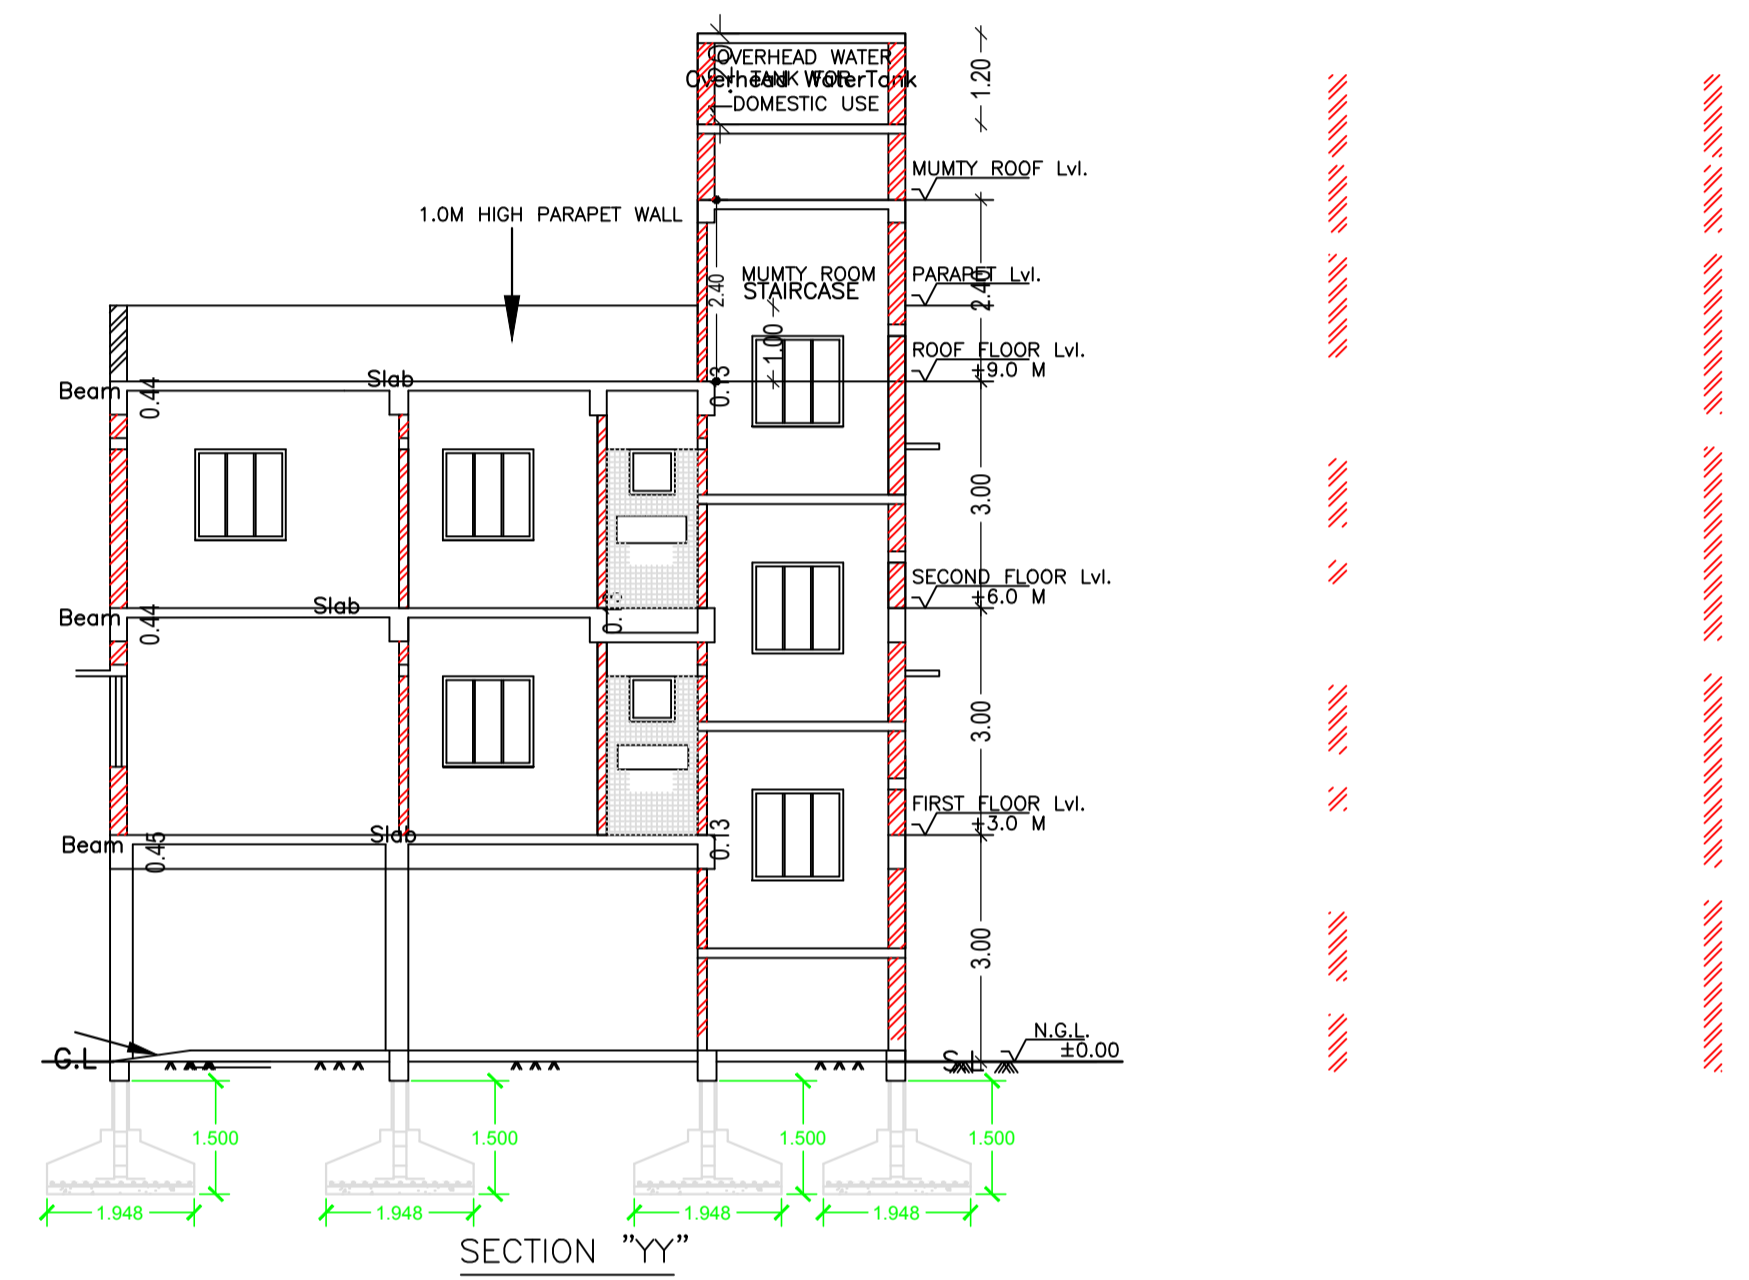 OVERHEAD WATER
TANK FOR
DOMESTIC USE
Overhead WaterTank
1.20
MUMTY ROOF Lvl.
1.0M HIGH PARAPET WALL
MUMTY ROOM
STAIRCASE
PARAPET Lvl.
2.40
2.40
1.00
ROOF FLOOR Lvl.
+9.0 M
Slab
Beam
0.44
0.13
3.00
SECOND FLOOR Lvl.
+6.0 M
Slab
Beam
0.44
0.13
3.00
FIRST FLOOR Lvl.
+3.0 M
Slab
Beam
0.45
0.13
3.00
N.G.L.
±0.00
G.L
S.L
1.500
1.500
1.500
1.500
1.948
1.948
1.948
1.948
SECTION "YY"